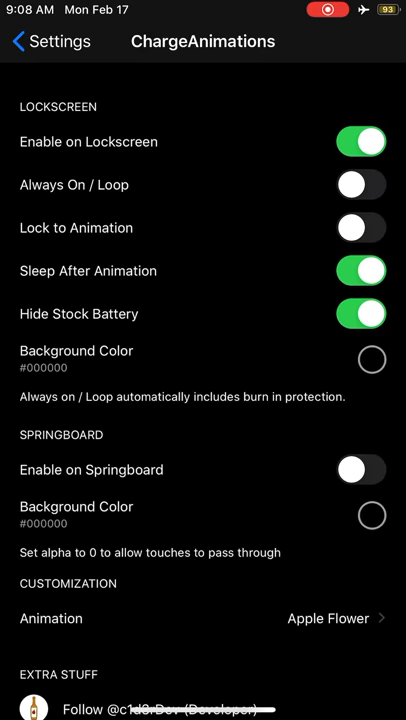 9:08 AM Mon Feb 17
93
Settings
ChargeAnimations
LOCKSCREEN
Enable on Lockscreen
Always On / Loop
Lock to Animation
Sleep After Animation
Hide Stock Battery
Background Color
#000000
Always on / Loop automatically includes burn in protection.
SPRINGBOARD
Enable on Springboard
Background Color
#000000
Set alpha to 0 to allow touches to pass through
CUSTOMIZATION
Animation
Apple Flower
EXTRA STUFF
Follow @c1d3rDev (Developer)